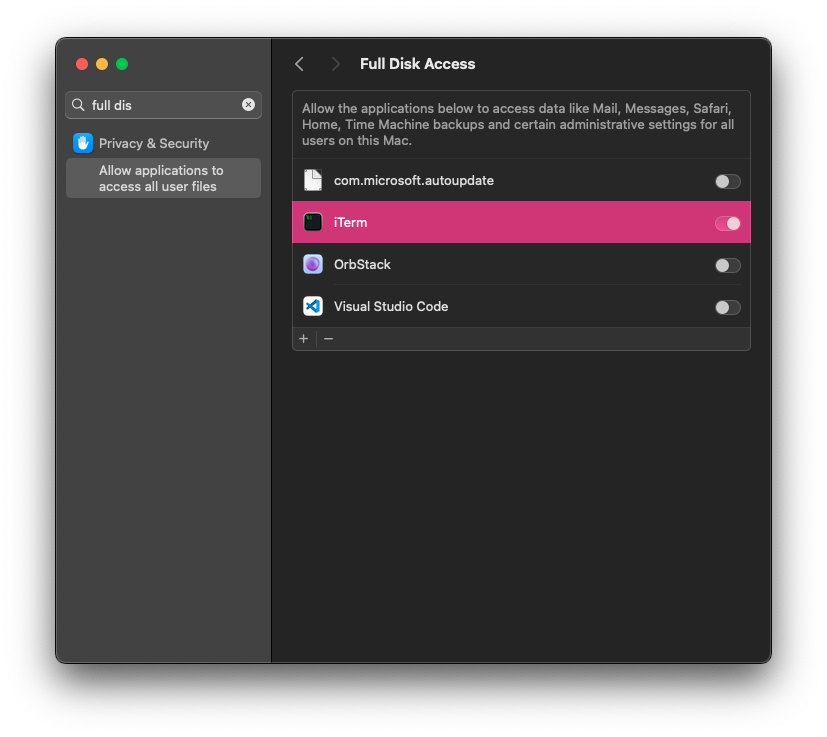 Full Disk Access
full dis
Privacy & Security
Allow applications to
access all user files
Allow the applications below to access data like Mail, Messages, Safari,
Home, Time Machine backups and certain administrative settings for all
users on this Mac.
com.microsoft.autoupdate
iTerm
OrbStack
Visual Studio Code